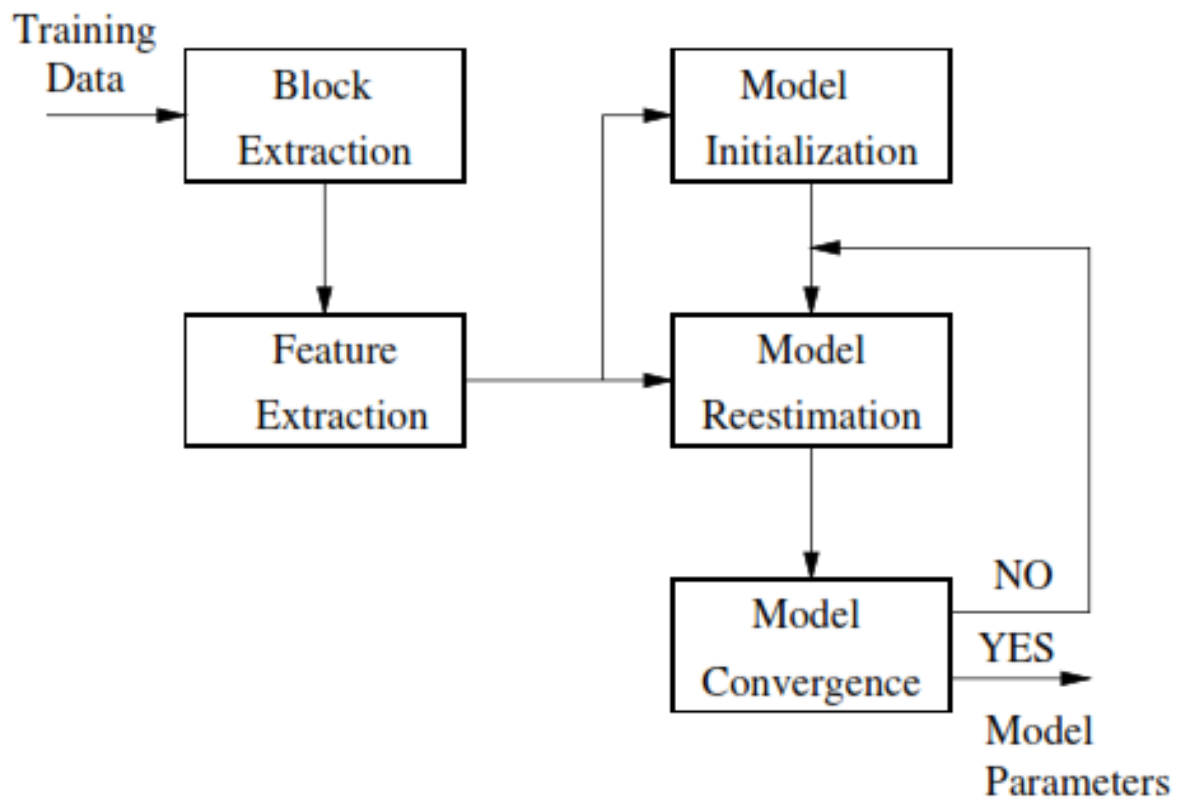 Training
Data
Block
Extraction
Model
Initialization
Feature
Extraction
Model
Reestimation
Model
Convergence
NO
YES
Model
Parameters